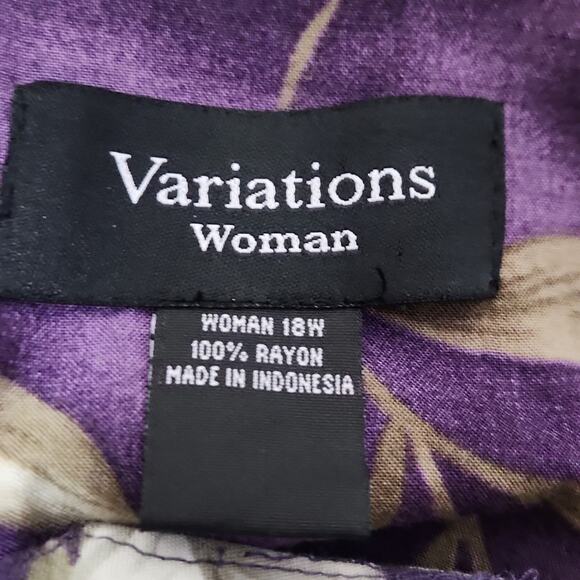 Variations
Woman
WOMAN 18W
100% RAYON
MADE IN INDONESIA